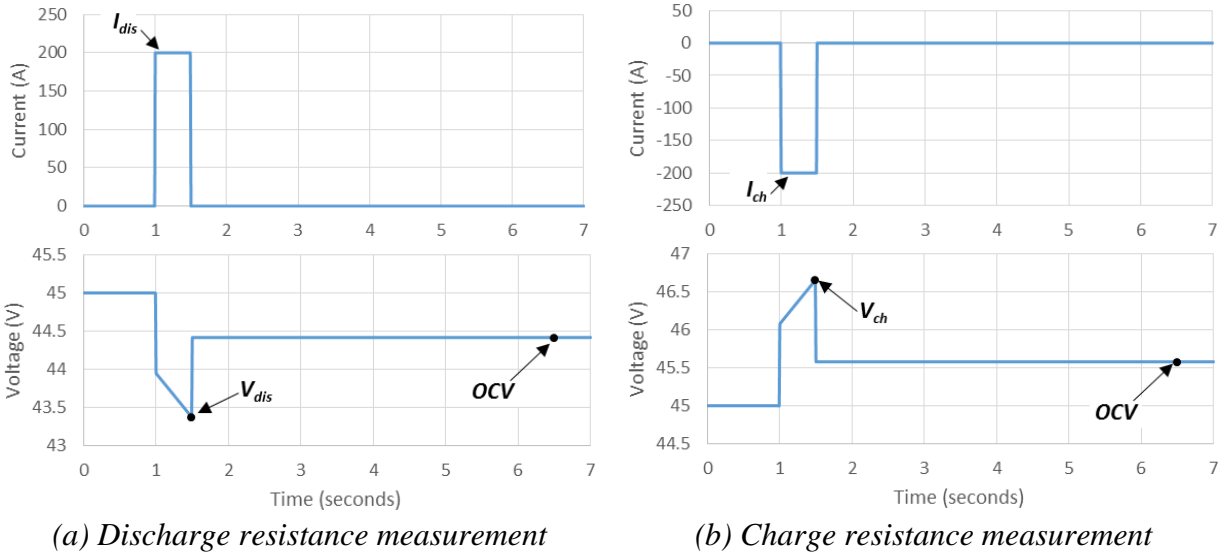 I_dis
250
200
150
100
50
0
Current (A)
0 1 2 3 4 5 6 7
45.5
45
44.5
44
43.5
43
Voltage (V)
V_dis
OCV
0 1 2 3 4 5 6 7
Time (seconds)
(a) Discharge resistance measurement
50
0
-50
-100
-150
-200
-250
Current (A)
I_ch
0 1 2 3 4 5 6 7
47
46.5
46
45.5
45
44.5
Voltage (V)
V_ch
OCV
0 1 2 3 4 5 6 7
Time (seconds)
(b) Charge resistance measurement